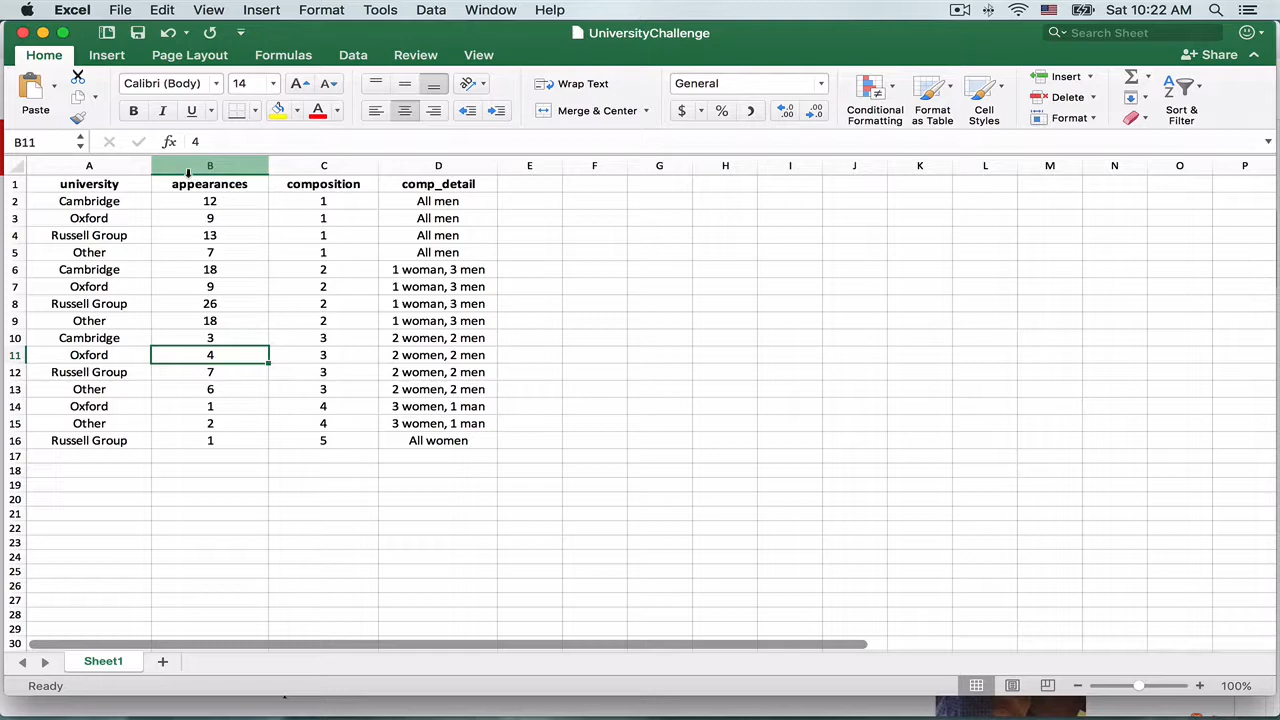 Excel File Edit View Insert Format Tools Data Window Help Sat 10:22 AM
UniversityChallenge Search Sheet
Home Insert Page Layout Formulas Data Review View Share
Paste Calibri (Body) 14 Wrap Text General Conditional Formatting Format as Table Cell Styles Insert Sort & Filter
B I U A Merge & Center $ % Delete
Format
B11 fx 4
A B C D E F G H I J K L M N O P
1 university appearances composition comp_detail
2 Cambridge 12 1 All men
3 Oxford 9 1 All men
4 Russell Group 13 1 All men
5 Other 7 1 All men
6 Cambridge 18 2 1 woman, 3 men
7 Oxford 9 2 1 woman, 3 men
8 Russell Group 26 2 1 woman, 3 men
9 Other 18 2 1 woman, 3 men
10 Cambridge 3 3 2 women, 2 men
11 Oxford 4 3 2 women, 2 men
12 Russell Group 7 3 2 women, 2 men
13 Other 6 3 2 women, 2 men
14 Oxford 1 4 3 women, 1 man
15 Other 2 4 3 women, 1 man
16 Russell Group 1 5 All women
17
18
19
20
21
22
23
24
25
26
27
28
29
30
Sheet1
Ready 100%